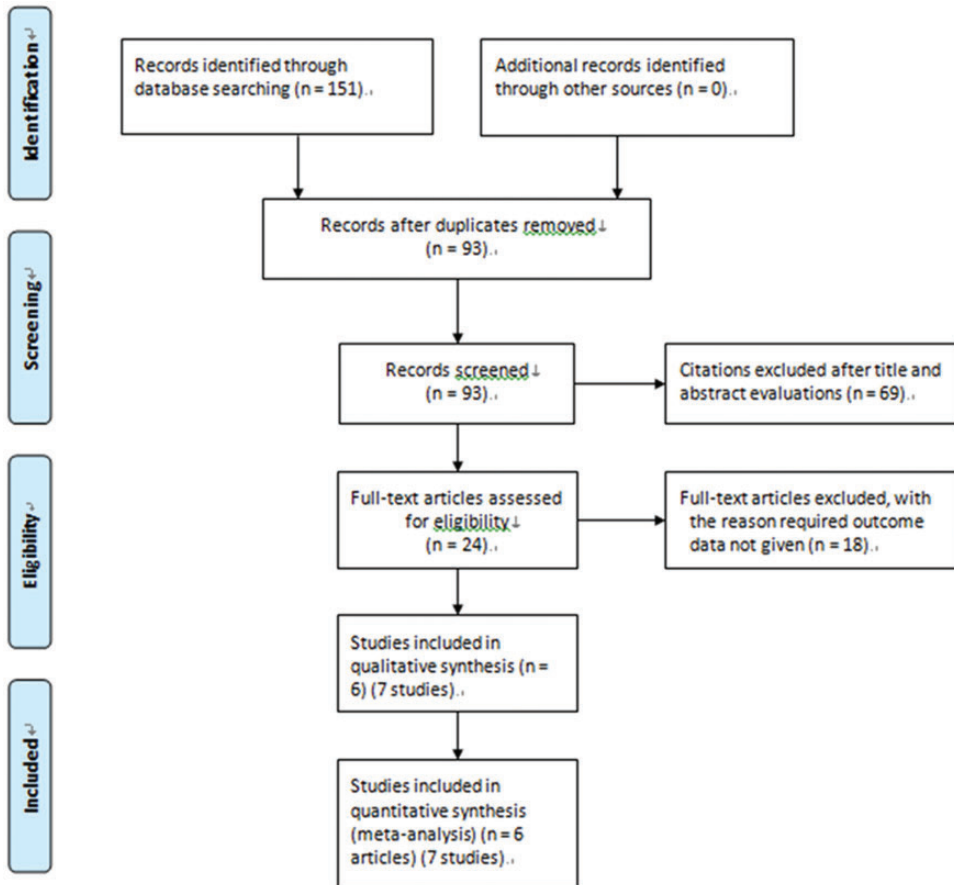 Identification
Records identified through
database searching (n = 151).
Additional records identified
through other sources (n = 0).
Records after duplicates removed
(n = 93).
Screening
Records screened
(n = 93).
Citations excluded after title and
abstract evaluations (n = 69).
Eligibility
Full-text articles assessed
for eligibility
(n = 24).
Full-text articles excluded, with
the reason required outcome
data not given (n = 18).
Studies included in
qualitative synthesis (n =
6) (7 studies).
Included
Studies included in
quantitative synthesis
(meta-analysis) (n = 6
articles) (7 studies).